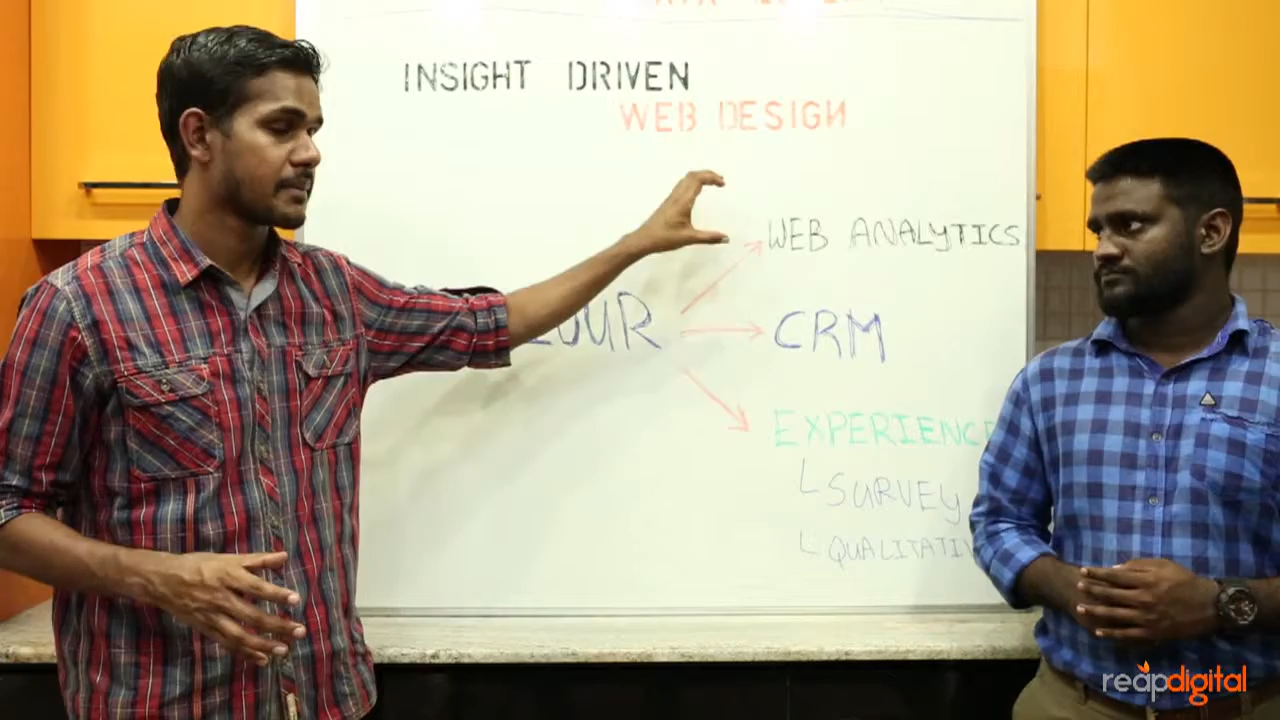 INSIGHT DRIVEN
WEB DESIGN
WEB ANALYTICS
CRM
EXPERIENCE
SURVEY
reapdigital